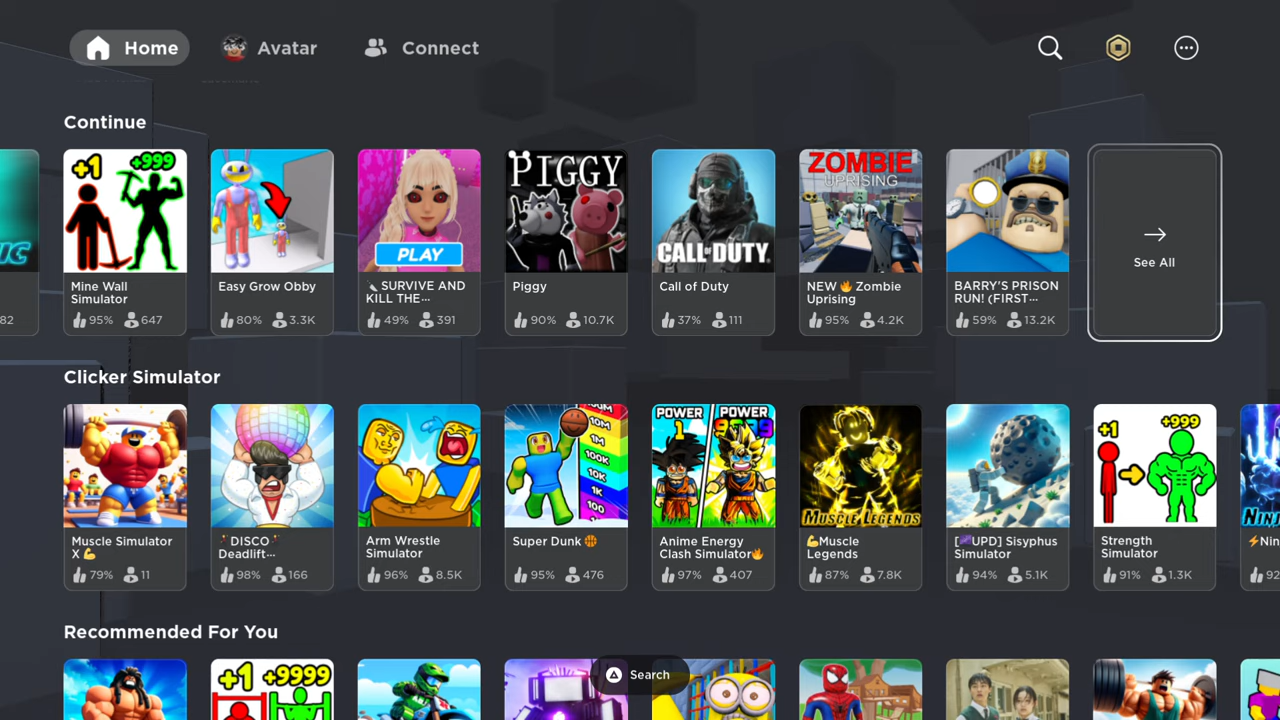 Home
Avatar
Connect
Continue
+1 +999
PLAY
PIGGY
CALL OF DUTY
ZOMBIE
UPRISING
See All
82
Mine Wall
Simulator
95% 647
Easy Grow Obby
80% 3.3K
🔪SURVIVE AND
KILL THE...
49% 391
Piggy
90% 10.7K
Call of Duty
37% 111
NEW🔥Zombie
Uprising
95% 4.2K
BARRY'S PRISON
RUN! (FIRST...
59% 13.2K
Clicker Simulator
10M
1M
100K
10K
1K
100
POWER
1
POWER
MUSCLE LEGENDS
+1
+999
Muscle Simulator
X💪
79% 11
DISCO
Deadlift...
98% 166
Arm Wrestle
Simulator
96% 8.5K
Super Dunk🏀
95% 476
Anime Energy
Clash Simulator🔥
97% 407
💪Muscle
Legends
87% 7.8K
[🌌UPD] Sisyphus
Simulator
94% 5.1K
Strength
Simulator
91% 1.3K
⚡Nin
92
Recommended For You
+1 +9999
Search